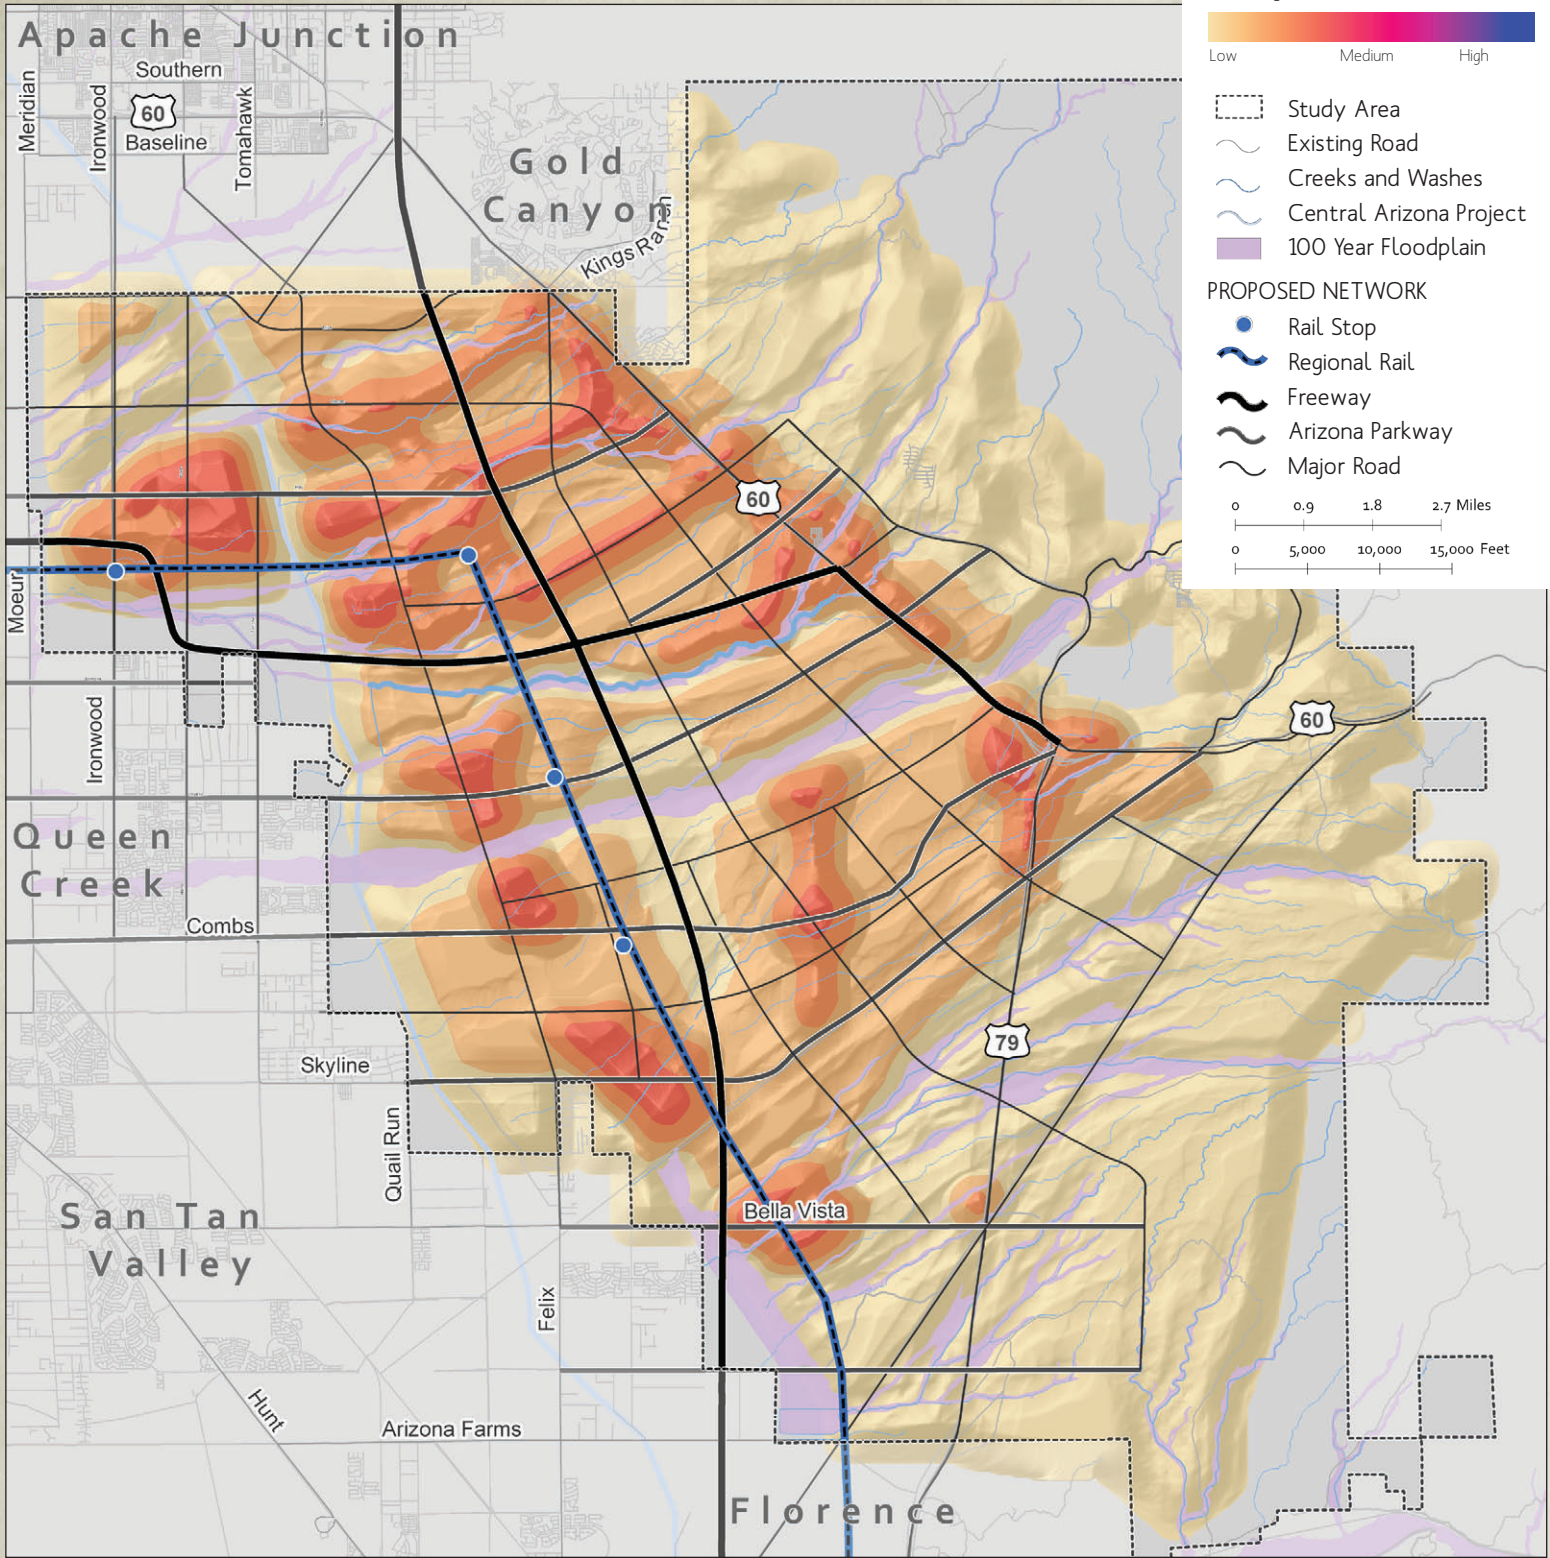 Apache Junction
Southern
60
Baseline
Meridian
Ironwood
Tomahawk
Gold
Canyon
Kings Ranch
60
Moeur
Ironwood
Queen
Creek
Combs
Skyline
Quail Run
San Tan
Valley
Felix
Hunt
Arizona Farms
Bella Vista
79
60
Florence
Low
Medium
High
Study Area
Existing Road
Creeks and Washes
Central Arizona Project
100 Year Floodplain
PROPOSED NETWORK
Rail Stop
Regional Rail
Freeway
Arizona Parkway
Major Road
0 0.9 1.8 2.7 Miles
0 5,000 10,000 15,000 Feet